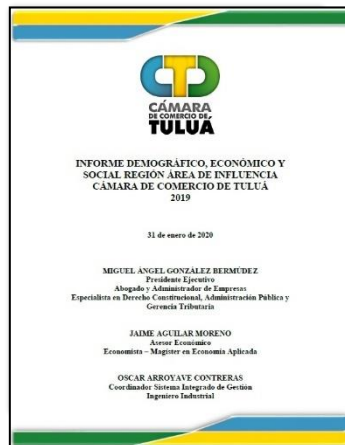 CÁMARA
DE COMERCIO DE
TULUÁ
INFORME DEMOGRÁFICO, ECONÓMICO Y
SOCIAL REGIÓN ÁREA DE INFLUENCIA
CÁMARA DE COMERCIO DE TULUÁ
2019
31 de enero de 2020
MIGUEL ÁNGEL GONZÁLEZ BERMÚDEZ
Presidente Ejecutivo
Abogado y Administrador de Empresas
Especialista en Derecho Constitucional, Administración Pública y
Gerencia Tributaria
JAIME AGUILAR MORENO
Asesor Económico
Economista – Magister en Economía Aplicada
OSCAR ARROYAVE CONTRERAS
Coordinador Sistema Integrado de Gestión
Ingeniero Industrial